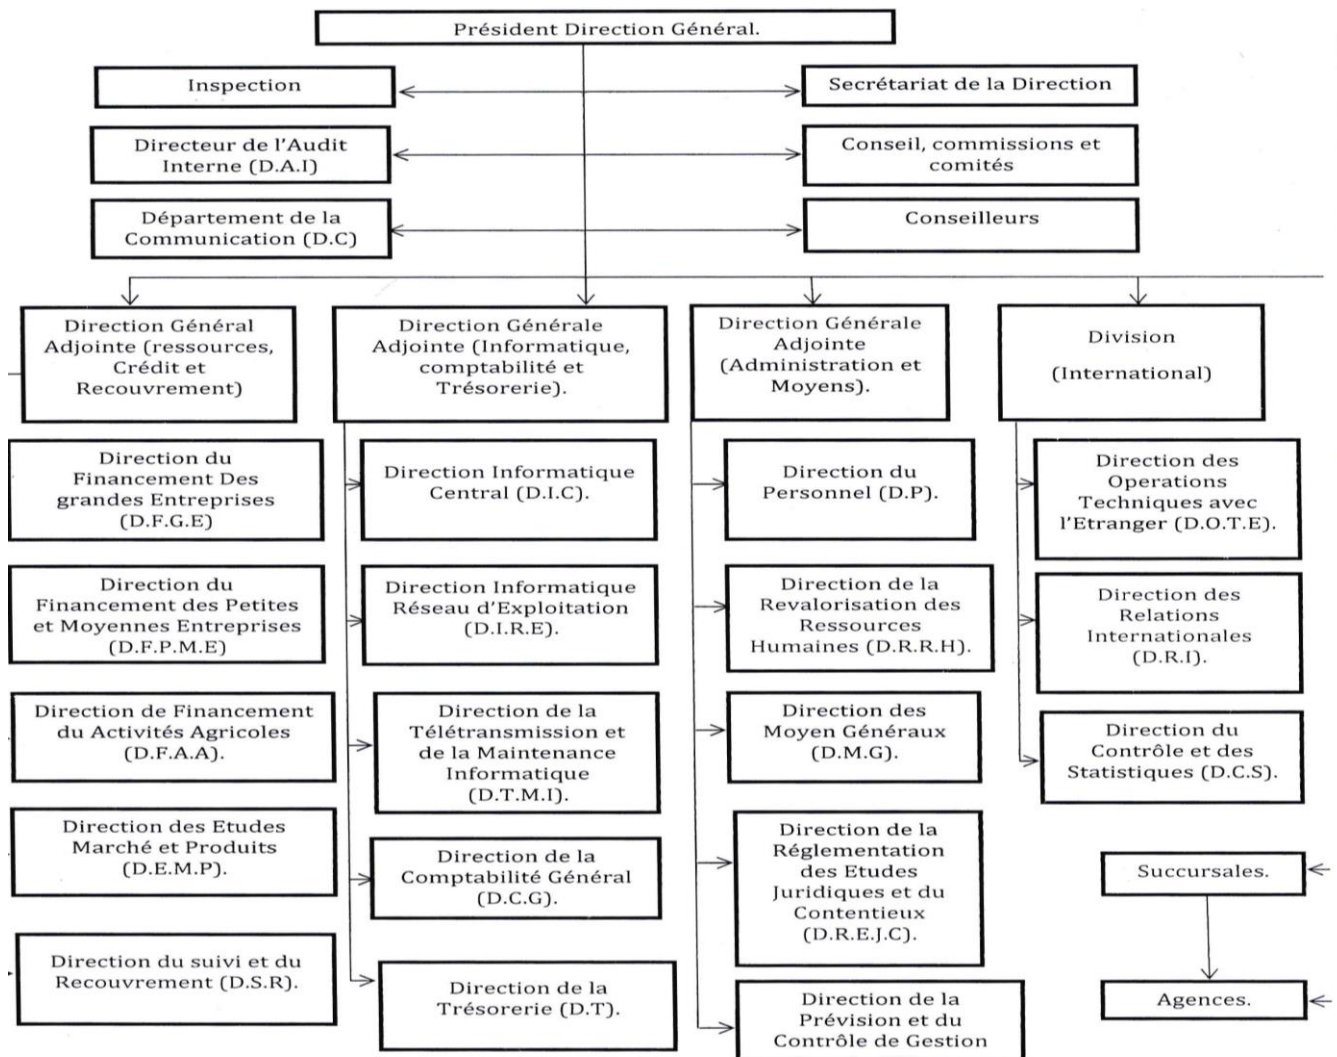 Président Direction Général.
Inspection
Secrétariat de la Direction
Directeur de l'Audit
Interne (D.A.I)
Conseil, commissions et
comités
Département de la
Communication (D.C)
Conseilleurs
Direction Général
Adjointe (ressources,
Crédit et
Recouvrement)
Direction Générale
Adjointe (Informatique,
comptabilité et
Trésorerie).
Direction Générale
Adjointe
(Administration et
Moyens).
Division
(International)
Direction du
Financement Des
grandes Entreprises
(D.F.G.E)
Direction du
Financement des Petites
et Moyennes Entreprises
(D.F.P.M.E)
Direction de Financement
du Activités Agricoles
(D.F.A.A).
Direction des Etudes
Marché et Produits
(D.E.M.P).
Direction du suivi et du
Recouvrement (D.S.R).
Direction Informatique
Central (D.I.C).
Direction Informatique
Réseau d'Exploitation
(D.I.R.E).
Direction de la
Télétransmission et
de la Maintenance
Informatique
(D.T.M.I).
Direction de la
Comptabilité Général
(D.C.G).
Direction de la
Trésorerie (D.T).
Direction du
Personnel (D.P).
Direction de la
Revalorisation des
Ressources
Humaines (D.R.R.H).
Direction des
Moyen Généraux
(D.M.G).
Direction de la
Réglementation
des Etudes
Juridiques et du
Contentieux
(D.R.E.J.C).
Direction de la
Prévision et du
Contrôle de Gestion
Direction des
Operations
Techniques avec
l'Etranger (D.O.T.E).
Direction des
Relations
Internationales
(D.R.I).
Direction du
Contrôle et des
Statistiques (D.C.S).
Succursales.
Agences.